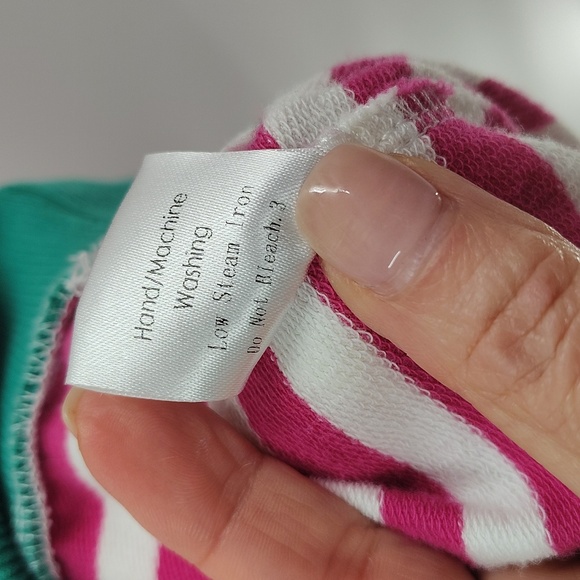 Hand/Machine
Washing
Low Steam Iron
Do Not Bleach.3